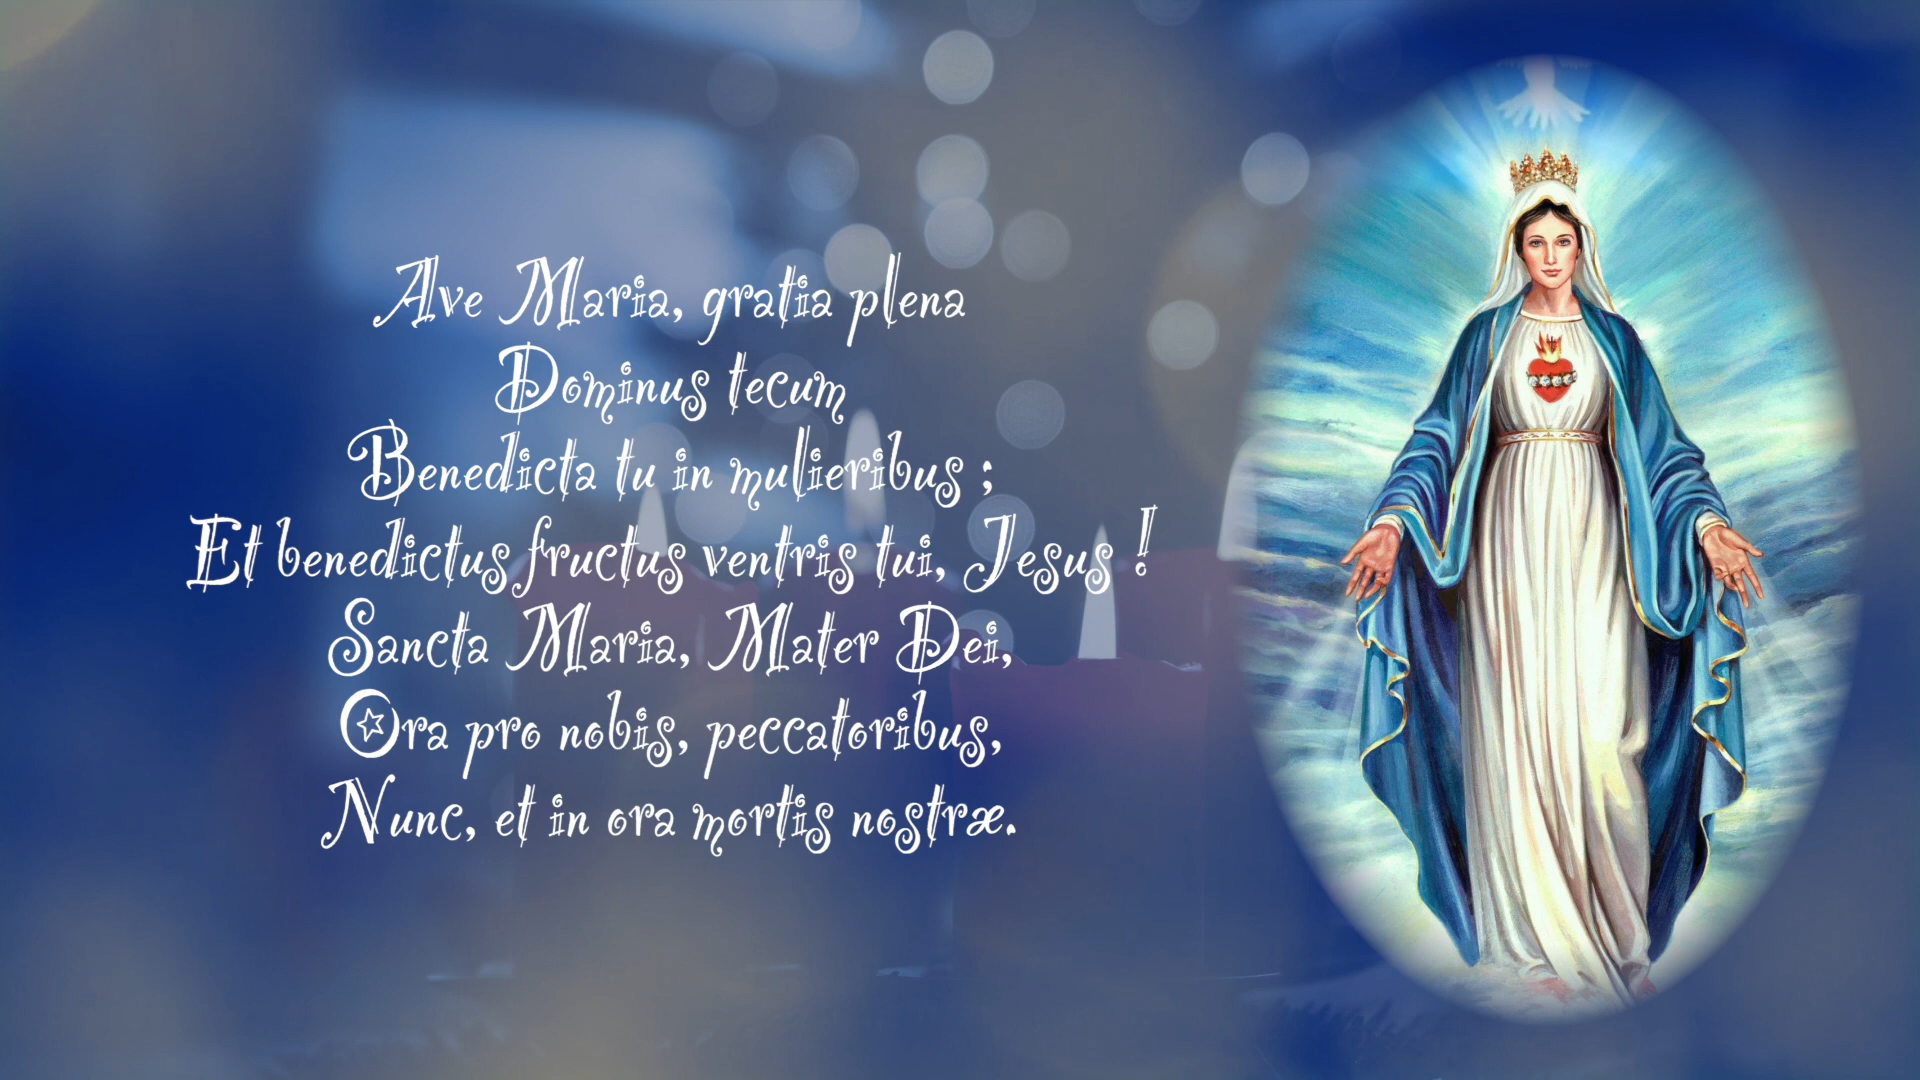 Ave Maria, gratia plena
Dominus tecum
Benedicta tu in mulieribus ;
Et benedictus fructus ventris tui, Jesus !
Sancta Maria, Mater Dei,
Ora pro nobis, peccatoribus,
Nunc, et in ora mortis nostræ.